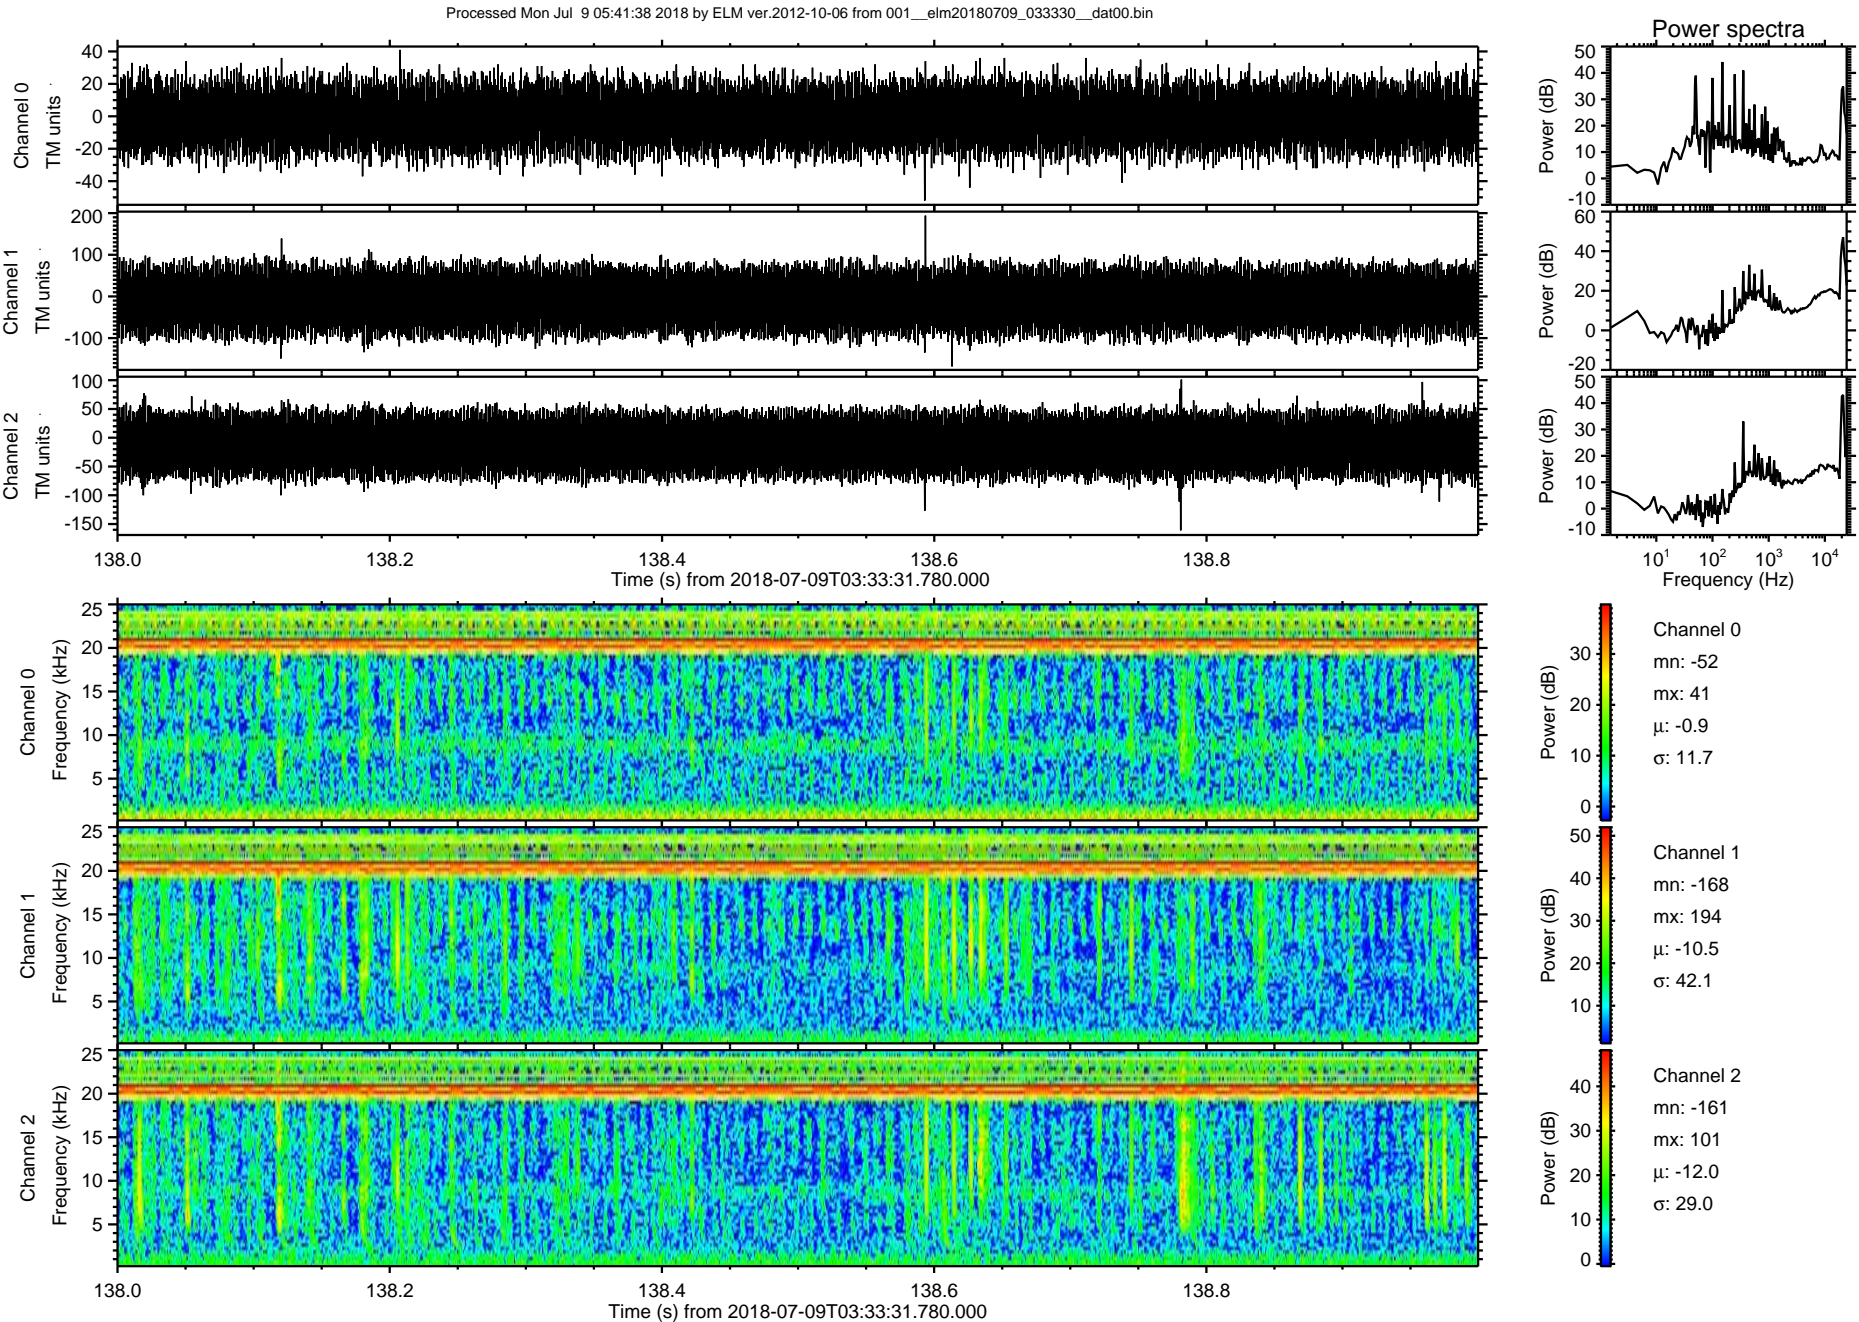 Processed Mon Jul  9 05:41:38 2018 by ELM ver.2012-10-06 from 001__elm20180709_033330__dat00.bin
Power spectra
Channel 0
TM units
40
20
0
-20
-40
Power (dB)
50
40
30
20
10
0
-10
Channel 1
TM units
200
100
0
-100
Power (dB)
60
40
20
0
-20
Channel 2
TM units
100
50
0
-50
-100
-150
Power (dB)
50
40
30
20
10
0
-10
138.0 138.2 138.4 138.6 138.8
Time (s) from 2018-07-09T03:33:31.780.000
10^1 10^2 10^3 10^4
Frequency (Hz)
Channel 0
Frequency (kHz)
25
20
15
10
5
Power (dB)
30
20
10
0
Channel 0
mn: -52
mx: 41
μ: -0.9
σ: 11.7
Channel 1
Frequency (kHz)
25
20
15
10
5
Power (dB)
50
40
30
20
10
Channel 1
mn: -168
mx: 194
μ: -10.5
σ: 42.1
Channel 2
Frequency (kHz)
25
20
15
10
5
Power (dB)
40
30
20
10
0
Channel 2
mn: -161
mx: 101
μ: -12.0
σ: 29.0
138.0 138.2 138.4 138.6 138.8
Time (s) from 2018-07-09T03:33:31.780.000